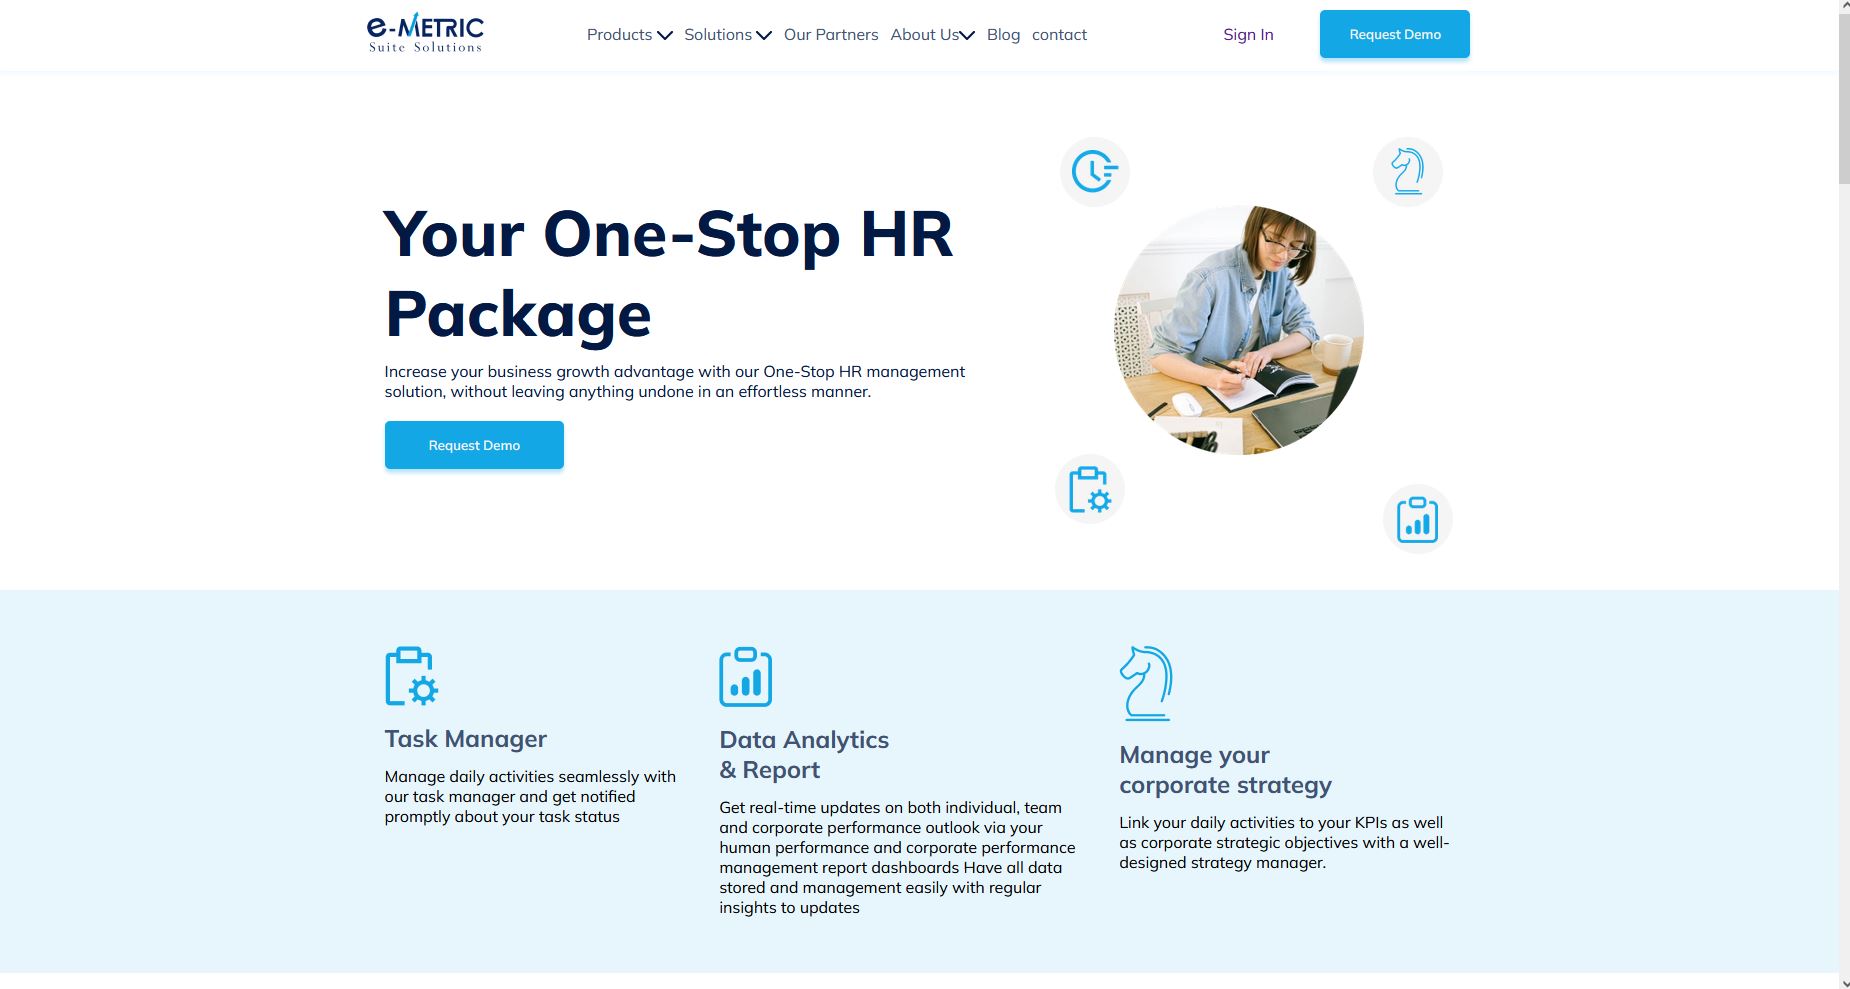 e-METRIC
Suite Solutions
Products
Solutions
Our Partners
About Us
Blog
contact
Sign In
Request Demo
Your One-Stop HR
Package
Increase your business growth advantage with our One-Stop HR management
solution, without leaving anything undone in an effortless manner.
Request Demo
Task Manager
Manage daily activities seamlessly with
our task manager and get notified
promptly about your task status
Data Analytics
& Report
Get real-time updates on both individual, team
and corporate performance outlook via your
human performance and corporate performance
management report dashboards Have all data
stored and management easily with regular
insights to updates
Manage your
corporate strategy
Link your daily activities to your KPIs as well
as corporate strategic objectives with a well-
designed strategy manager.